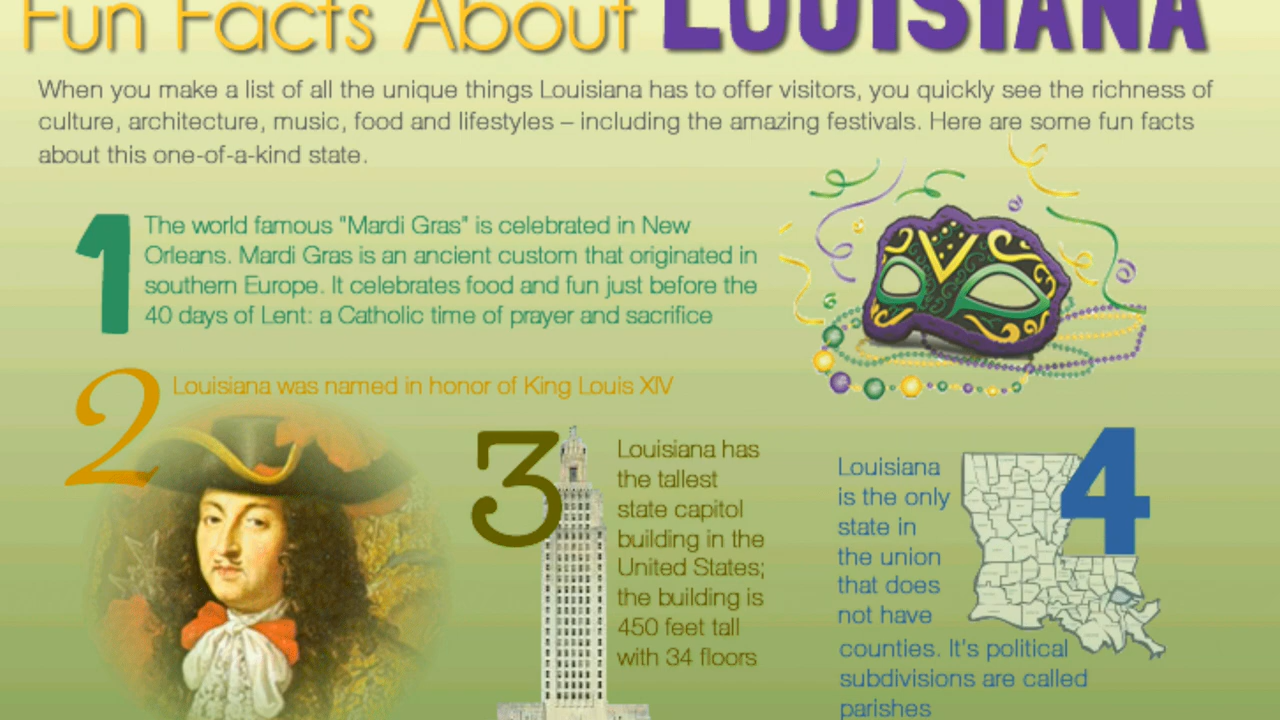 Fun Facts About LOUISIANA
When you make a list of all the unique things Louisiana has to offer visitors, you quickly see the richness of
culture, architecture, music, food and lifestyles – including the amazing festivals. Here are some fun facts
about this one-of-a-kind state.
1
The world famous "Mardi Gras" is celebrated in New
Orleans. Mardi Gras is an ancient custom that originated in
southern Europe. It celebrates food and fun just before the
40 days of Lent: a Catholic time of prayer and sacrifice
2
Louisiana was named in honor of King Louis XIV
3
Louisiana has
the tallest
state capitol
building in the
United States;
the building is
450 feet tall
with 34 floors
4
Louisiana
is the only
state in
the union
that does
not have
counties. It's political
subdivisions are called
parishes